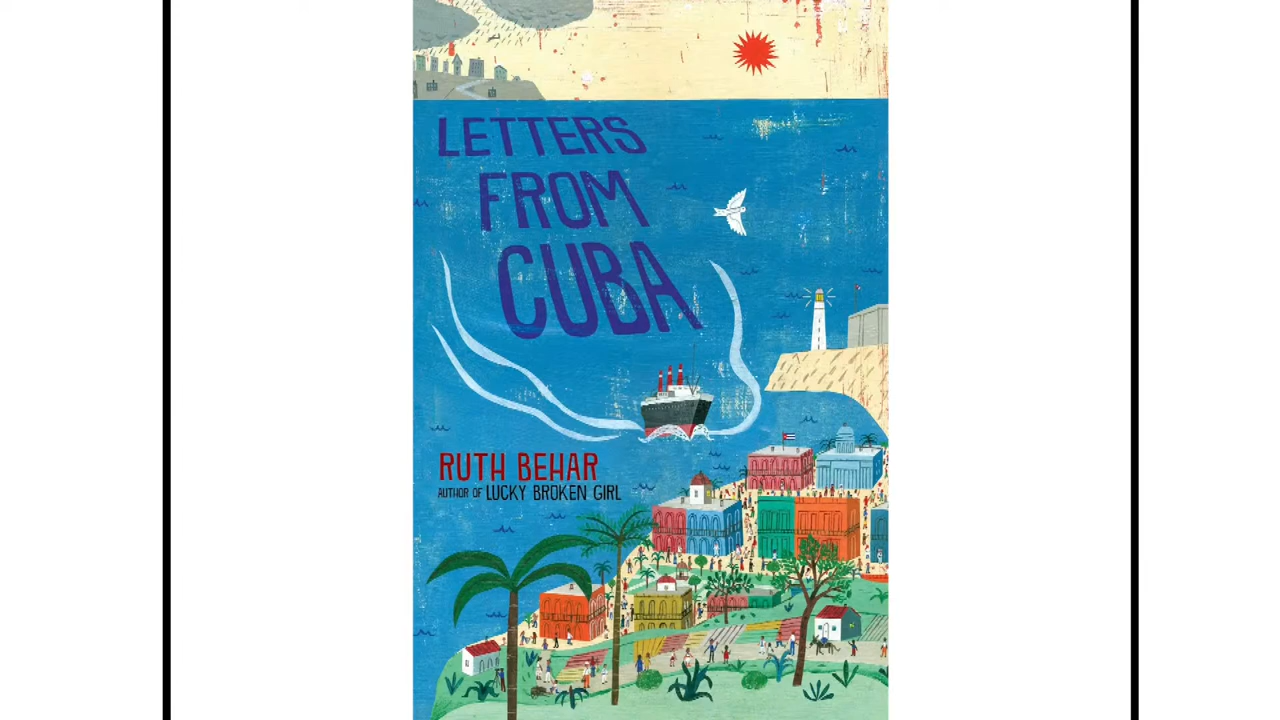 LETTERS
FROM
CUBA
RUTH BEHAR
AUTHOR OF LUCKY BROKEN GIRL